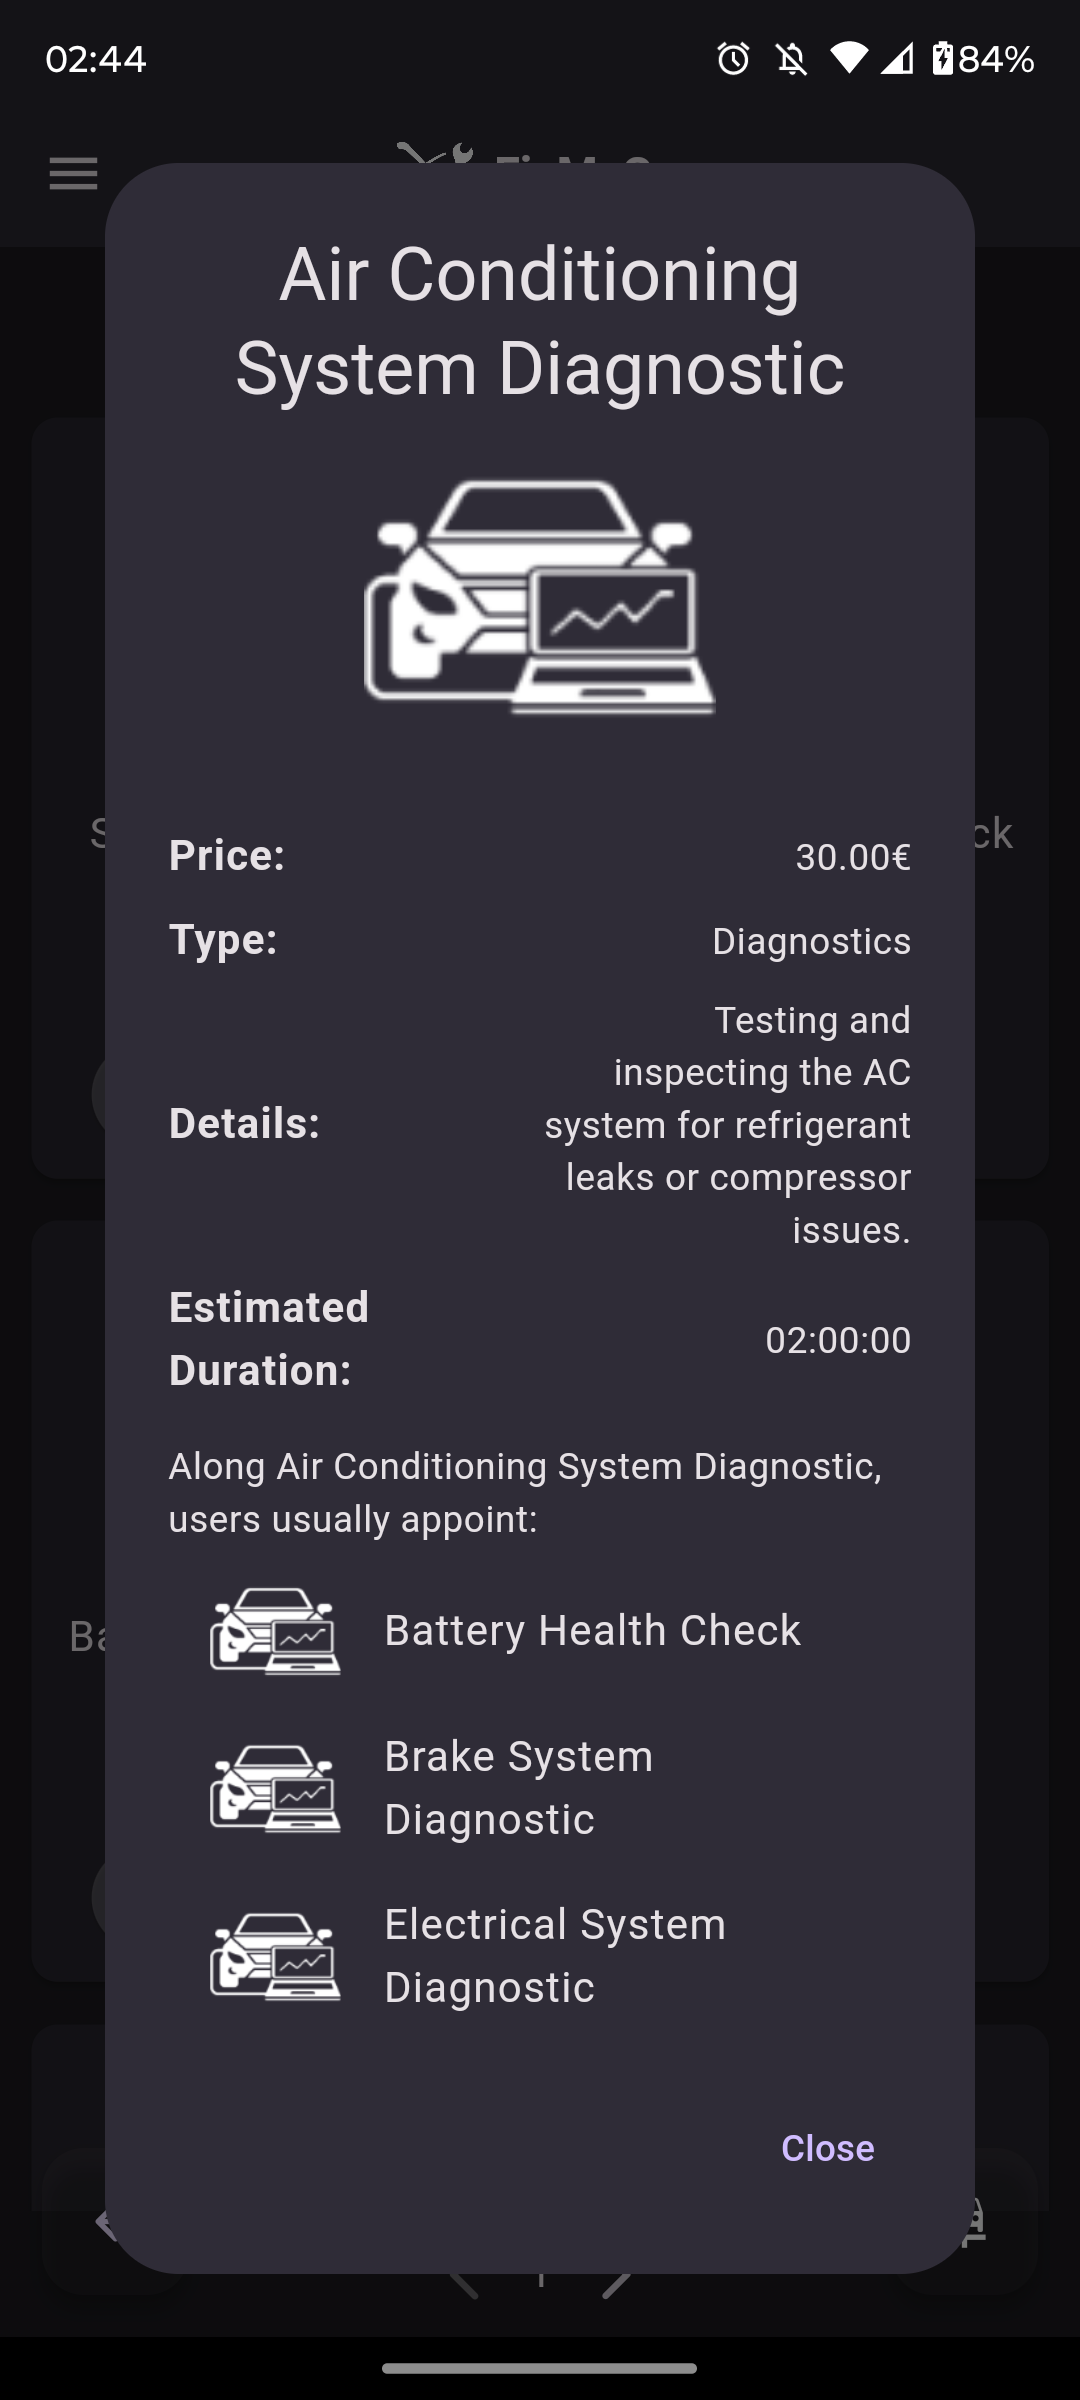 02:44
84%
Air Conditioning
System Diagnostic
Price:
30.00€
Type:
Diagnostics
Details:
Testing and
inspecting the AC
system for refrigerant
leaks or compressor
issues.
Estimated
Duration:
02:00:00
Along Air Conditioning System Diagnostic,
users usually appoint:
Battery Health Check
Brake System
Diagnostic
Electrical System
Diagnostic
Close